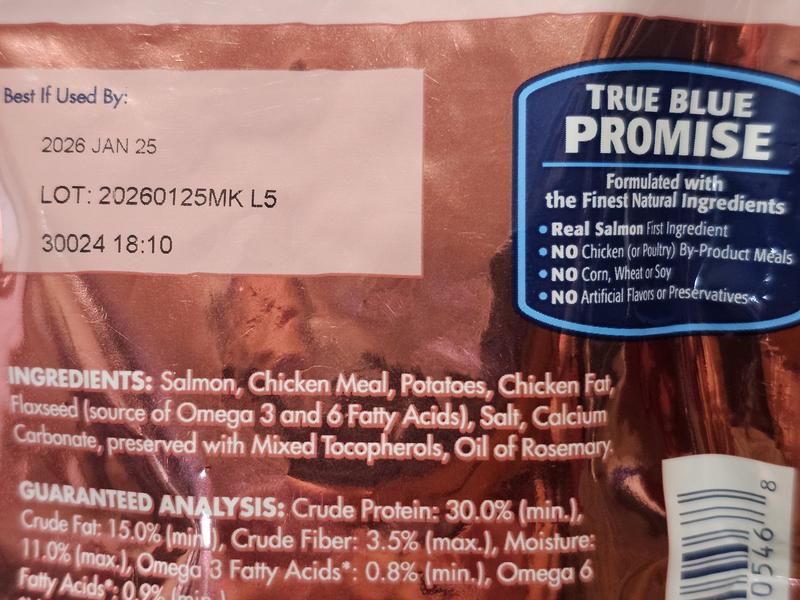 Best If Used By:
2026 JAN 25
LOT: 20260125MK L5
30024 18:10
TRUE BLUE
PROMISE
Formulated with
the Finest Natural Ingredients
• Real Salmon First Ingredient
• NO Chicken (or Poultry) By-Product Meals
• NO Corn, Wheat or Soy
• NO Artificial Flavors or Preservatives
INGREDIENTS: Salmon, Chicken Meal, Potatoes, Chicken Fat,
Flaxseed (source of Omega 3 and 6 Fatty Acids), Salt, Calcium
Carbonate, preserved with Mixed Tocopherols, Oil of Rosemary.
GUARANTEED ANALYSIS: Crude Protein: 30.0% (min.),
Crude Fat: 15.0% (min.), Crude Fiber: 3.5% (max.), Moisture:
11.0% (max.), Omega 3 Fatty Acids*: 0.8% (min.), Omega 6
Fatty Acids*: 0.9% (min.)
0546 8